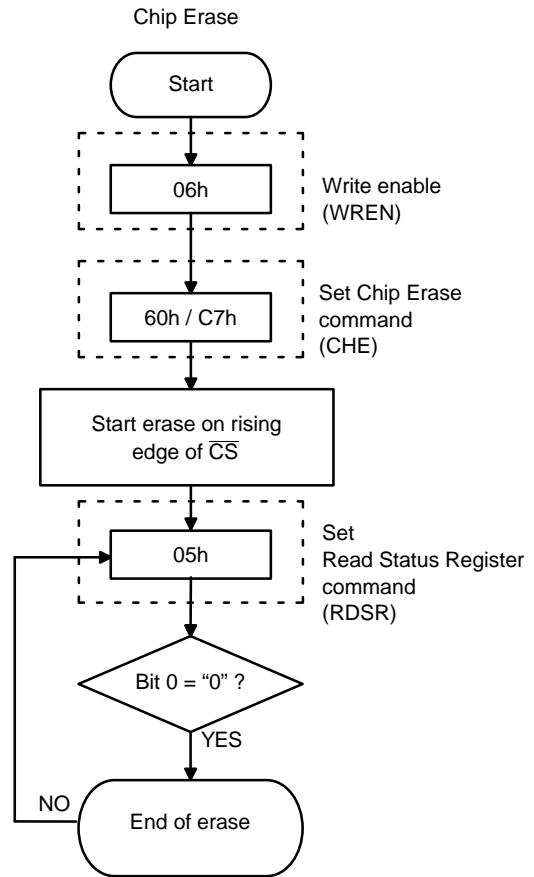 Chip Erase
Start
06h
Write enable
(WREN)
60h / C7h
Set Chip Erase
command
(CHE)
Start erase on rising
edge of C̅S̅
05h
Set
Read Status Register
command
(RDSR)
Bit 0 = “0” ?
YES
NO
End of erase